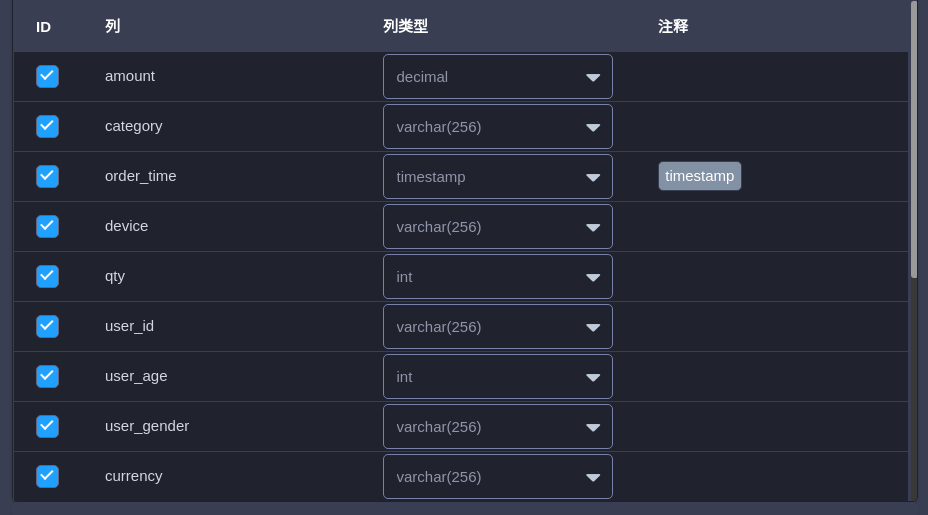 ID 列 列类型 注释
amount decimal
category varchar(256)
order_time timestamp timestamp
device varchar(256)
qty int
user_id varchar(256)
user_age int
user_gender varchar(256)
currency varchar(256)